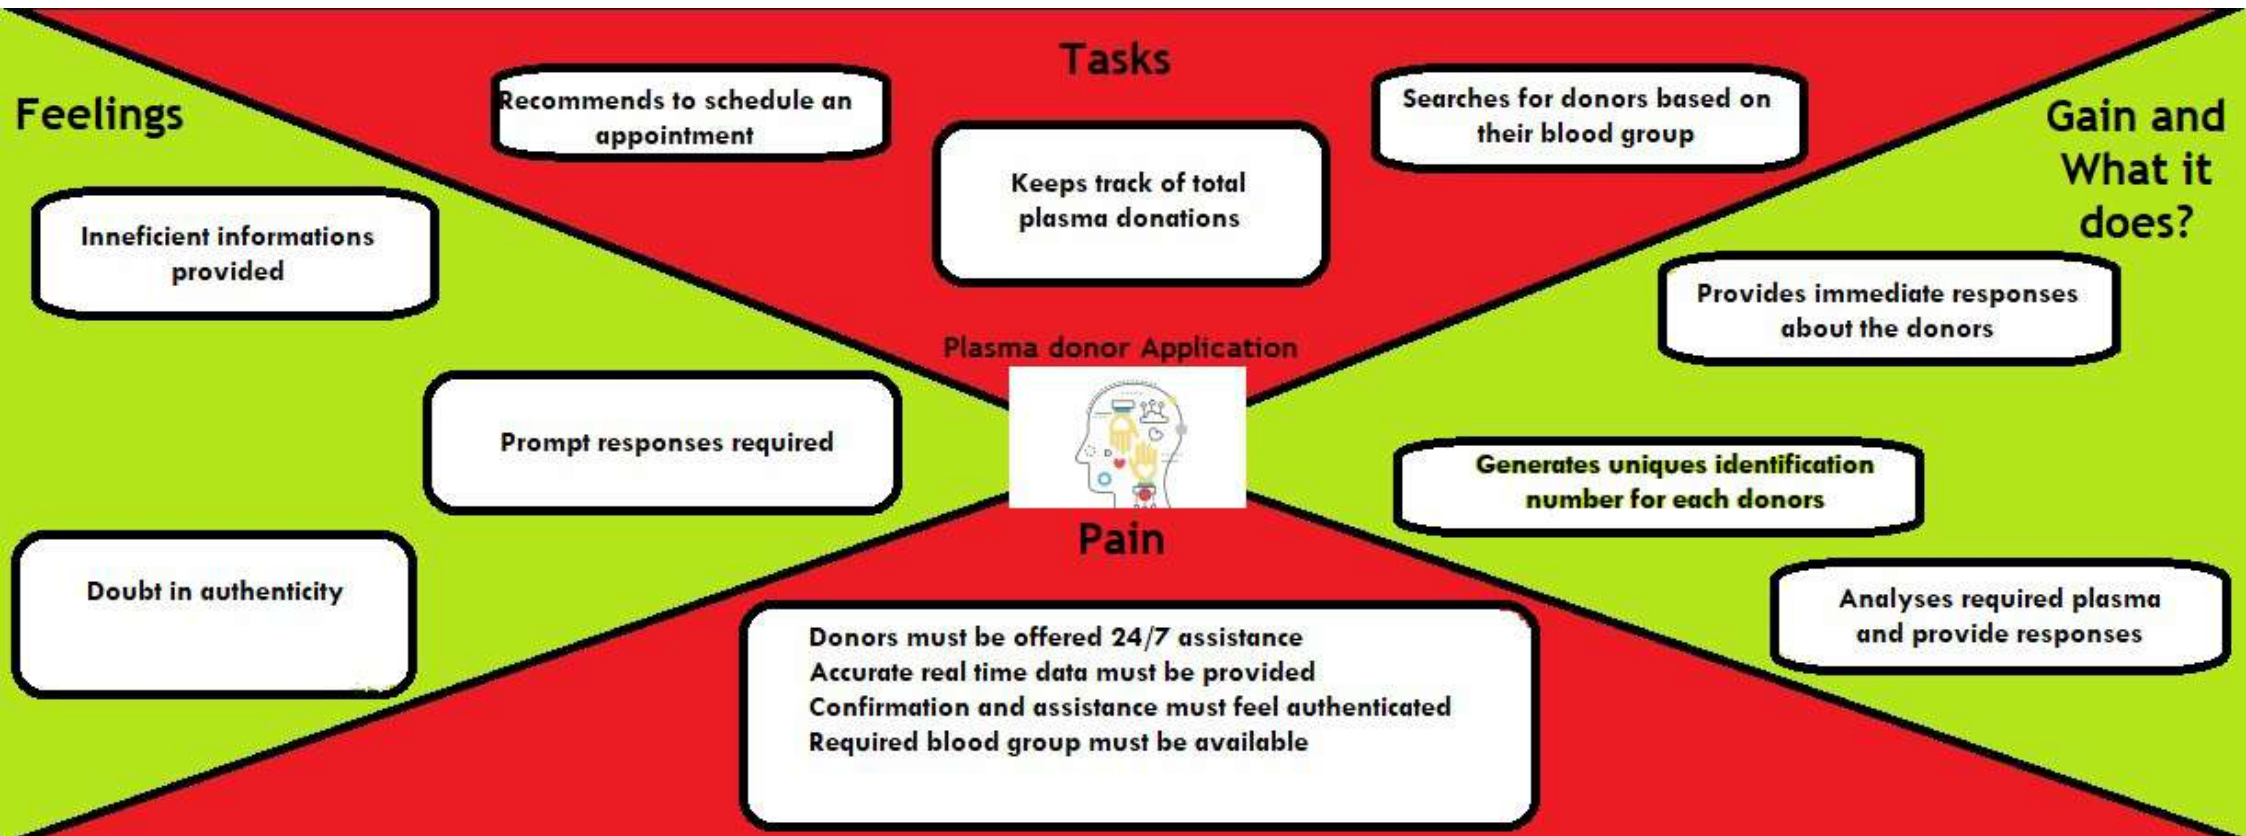 Tasks
Recommends to schedule an
appointment
Keeps track of total
plasma donations
Searches for donors based on
their blood group
Feelings
Inneficient informations
provided
Prompt responses required
Doubt in authenticity
Plasma donor Application
Gain and
What it
does?
Provides immediate responses
about the donors
Generates uniques identification
number for each donors
Analyses required plasma
and provide responses
Pain
Donors must be offered 24/7 assistance
Accurate real time data must be provided
Confirmation and assistance must feel authenticated
Required blood group must be available